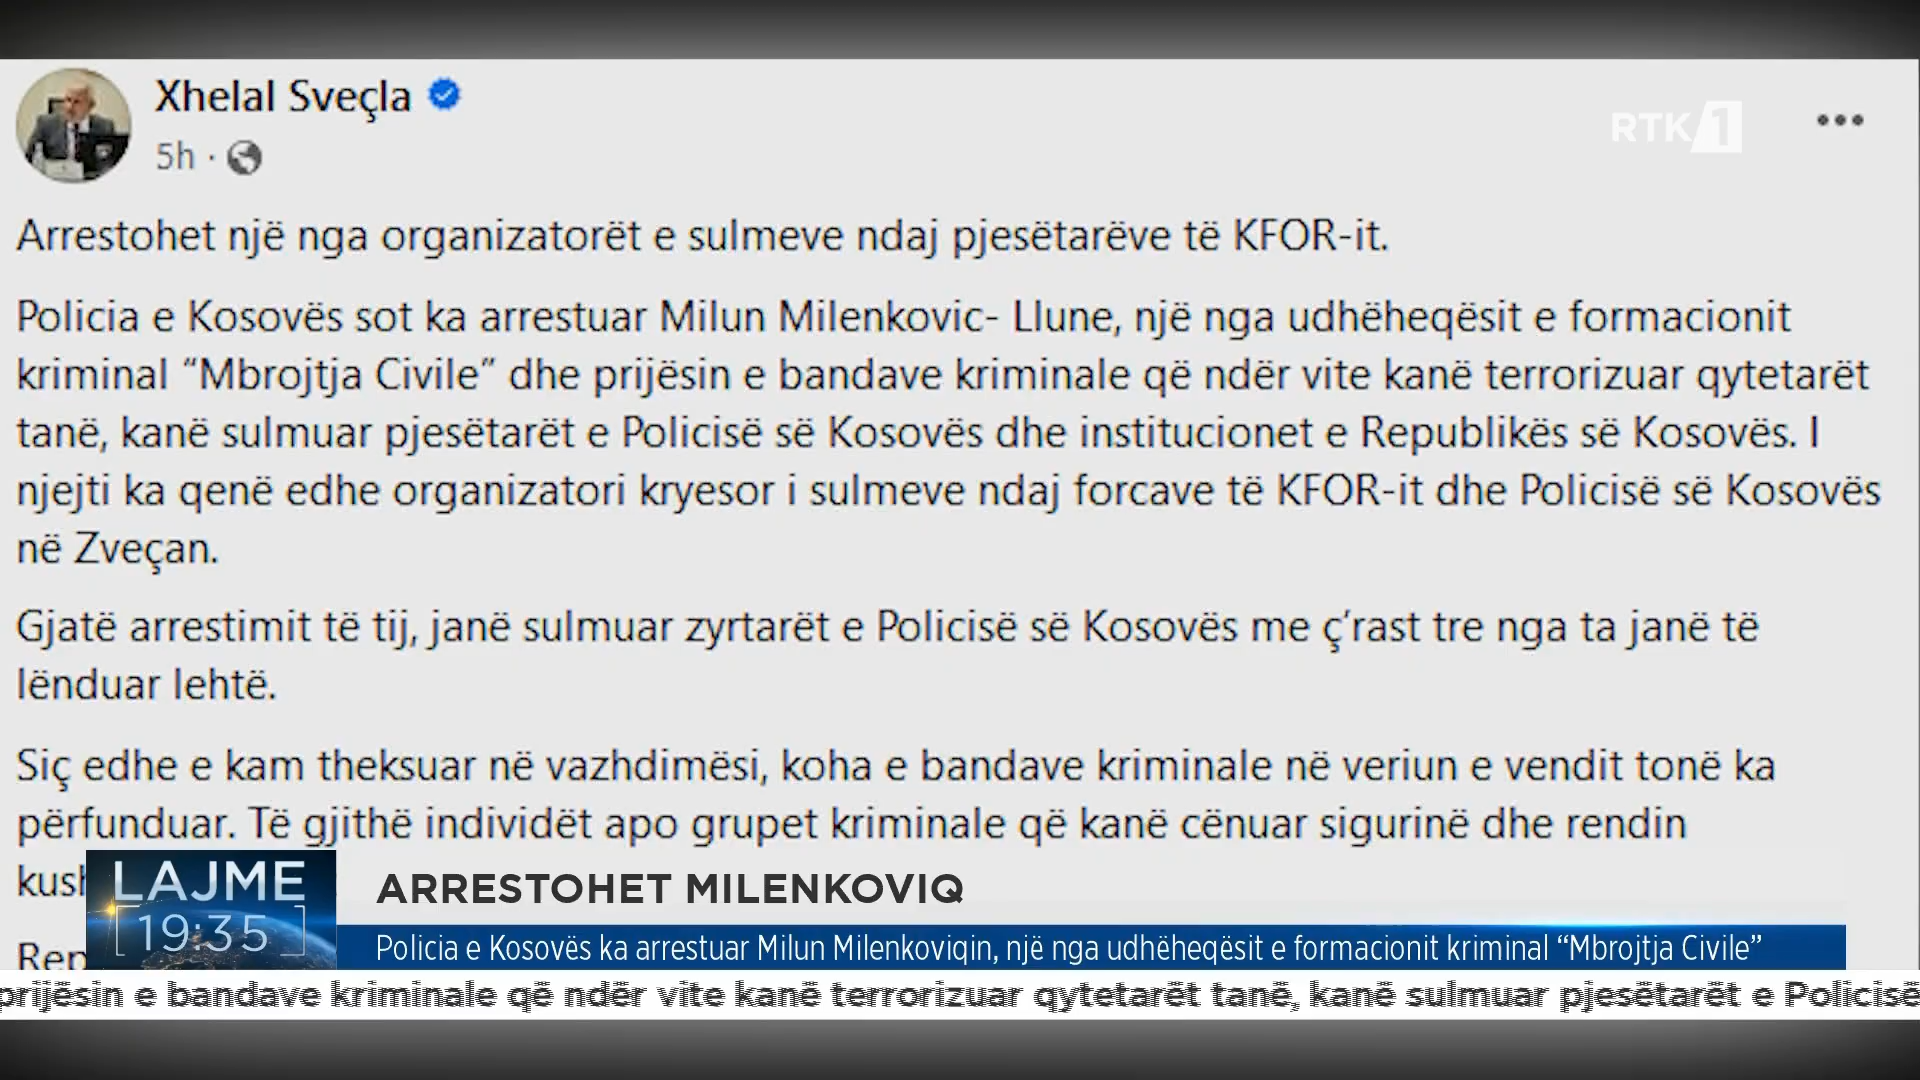 Xhelal Sveçla
5h ·
RTK 1
Arrestohet një nga organizatorët e sulmeve ndaj pjesëtarëve të KFOR-it.
Policia e Kosovës sot ka arrestuar Milun Milenkovic- Llune, një nga udhëheqësit e formacionit
kriminal “Mbrojtja Civile” dhe prijësin e bandave kriminale që ndër vite kanë terrorizuar qytetarët
tanë, kanë sulmuar pjesëtarët e Policisë së Kosovës dhe institucionet e Republikës së Kosovës. I
njejti ka qenë edhe organizatori kryesor i sulmeve ndaj forcave të KFOR-it dhe Policisë së Kosovës
në Zveçan.
Gjatë arrestimit të tij, janë sulmuar zyrtarët e Policisë së Kosovës me ç’rast tre nga ta janë të
lënduar lehtë.
Siç edhe e kam theksuar në vazhdimësi, koha e bandave kriminale në veriun e vendit tonë ka
përfunduar. Të gjithë individët apo grupet kriminale që kanë cënuar sigurinë dhe rendin
LAJME
19:35
ARRESTOHET MILENKOVIQ
Policia e Kosovës ka arrestuar Milun Milenkoviqin, një nga udhëheqësit e formacionit kriminal “Mbrojtja Civile”
prijësin e bandave kriminale që ndër vite kanë terrorizuar qytetarët tanë, kanë sulmuar pjesëtarët e Policisë